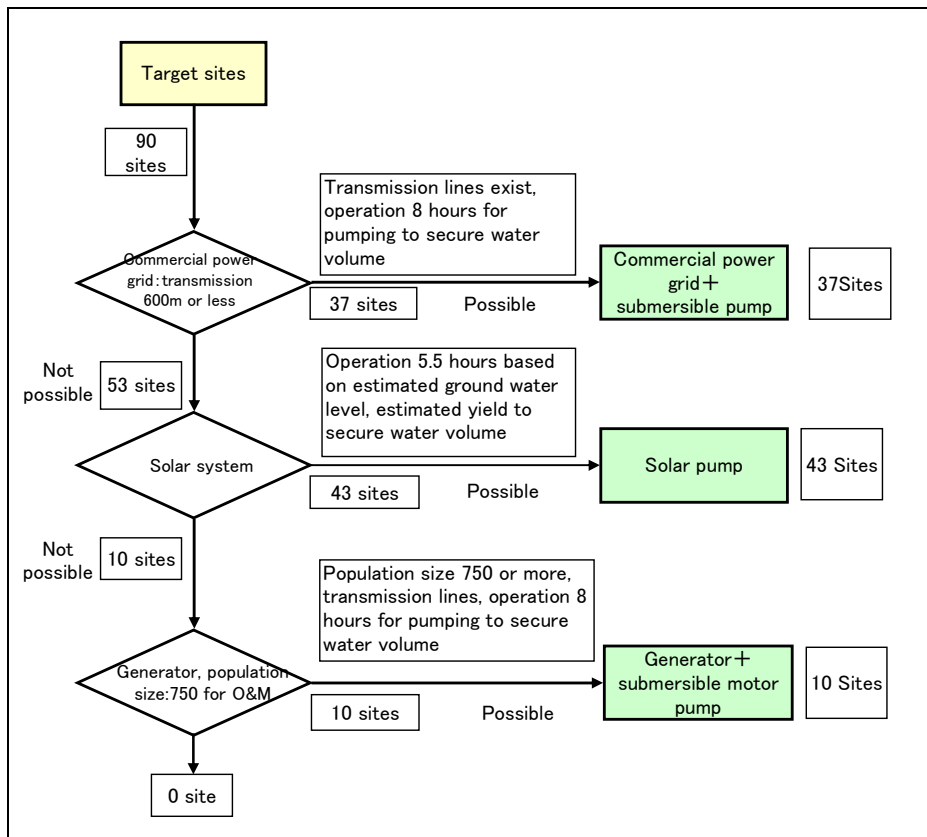 Target sites
90
sites
Transmission lines exist,
operation 8 hours for
pumping to secure water
volume
Commercial power
grid：transmission
600m or less
37 sites
Possible
Commercial power
grid＋
submersible pump
37Sites
Not
possible
53 sites
Operation 5.5 hours based
on estimated ground water
level, estimated yield to
secure water volume
Solar system
43 sites
Possible
Solar pump
43 Sites
Not
possible
10 sites
Population size 750 or more,
transmission lines, operation 8
hours for pumping to secure
water volume
Generator, population
size:750 for O&M
10 sites
Possible
Generator＋
submersible motor
pump
10 Sites
0 site